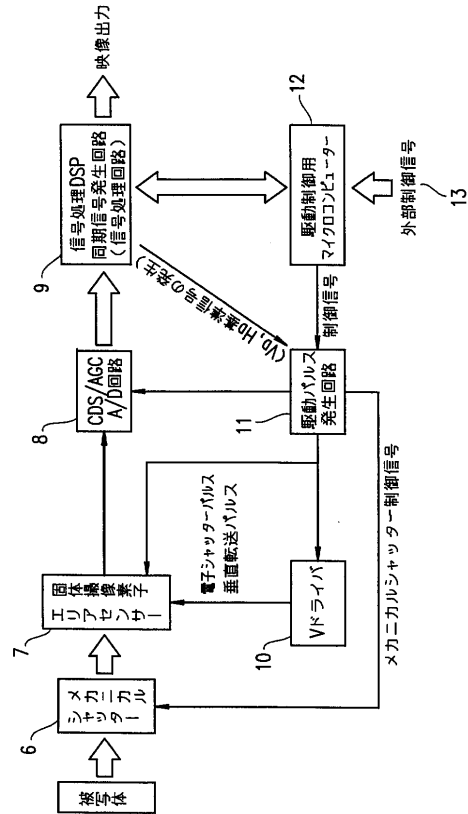 被写体
6
メカニカル
シャッター
7
固体撮像素子
エリアセンサー
8
CDS/AGC
A/D回路
9
信号処理DSP
同期信号発生回路
(信号処理回路)
映像出力
(VD, HD基準信号の発生)
電子シャッターパルス
垂直転送パルス
10
Vドライバ
11
駆動パルス
発生回路
制御信号
12
駆動制御用
マイクロコンピューター
外部制御信号
13
メカニカルシャッター制御信号